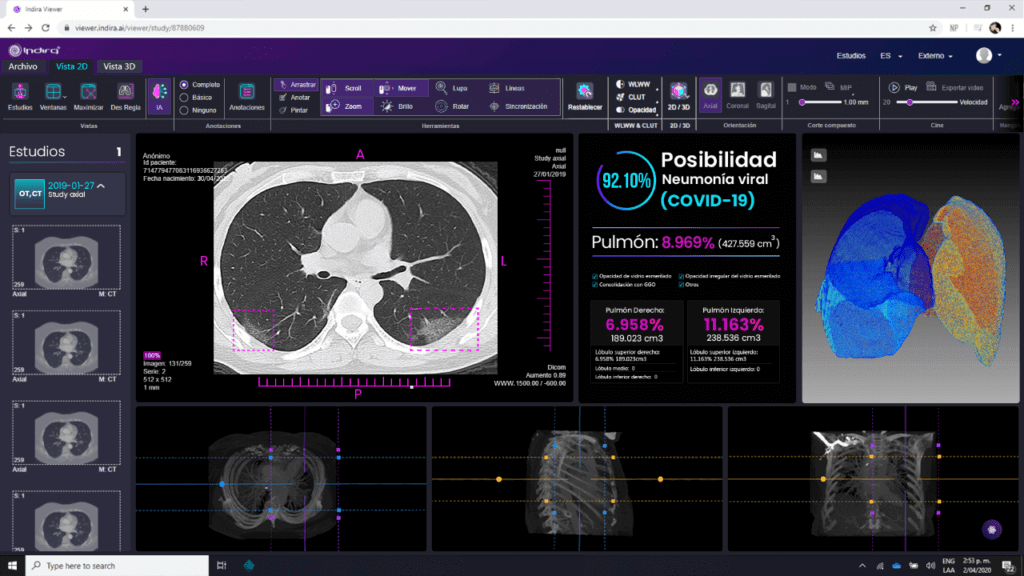 Indira Viewer
viewer.indira.ai/viewer/study/87880609
NP
indira
Estudios
ES
Externo
Archivo
Vista 2D
Vista 3D
Estudios
Ventanas
Maximizar
Des Regla
IA
Completo
Básico
Ninguno
Anotaciones
Arrastrar
Anotar
Pintar
Scroll
Mover
Lupa
Líneas
Zoom
Brillo
Rotar
Sincronización
Restablecer
WLWW
CLUT
Opacidad
2D / 3D
Axial
Coronal
Sagital
Modo
MIP
1
1.00 mm
Play
Exportar video
20
Velocidad
Vistas
Anotaciones
Herramientas
WLWW & CLUT
2D / 3D
Orientación
Corte compuesto
Cine
Estudios 1
OT,CT
2019-01-27
Study axial
S: 1
259
Axial
M: CT
S: 1
259
Axial
M: CT
S: 1
259
Axial
M: CT
S: 1
259
Anónimo
Id paciente:
Fecha nacimiento: 30/04/
A
R
L
P
null
Study axial
Axial
27/01/2019
100%
Imagen: 131/259
Serie: 2
512 x 512
1 mm
Dicom
Aumento 0.89
WWW. 1500.00 / -600.00
92.10%
Posibilidad
Neumonía viral
(COVID-19)
Pulmón: 8.969% (427.559 cm3)
Opacidad de vidrio esmerilado
Opacidad irregular del vidrio esmerilado
Consolidación con GGO
Otros
Pulmón Derecho:
6.958%
189.023 cm3
Lóbulo superior derecho:
6.958% 189.023cm3
Lóbulo medio: 0
Lóbulo inferior derecho: 0
Pulmón Izquierdo:
11.163%
238.536 cm3
Lóbulo superior Izquierdo:
11.163% 238.536 cm3
Lóbulo inferior izquierdo: 0
Type here to search
ENG
LAA
2:53 p. m.
2/04/2020
22